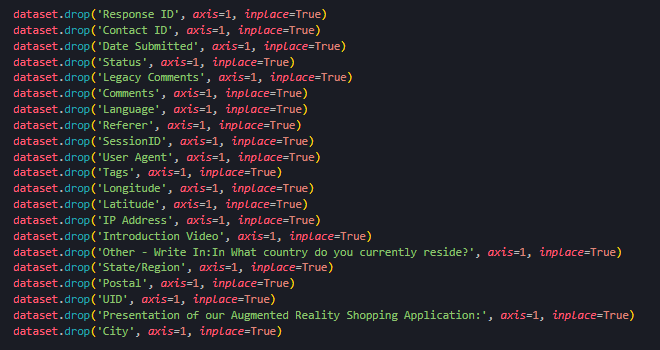 dataset.drop('Response ID', axis=1, inplace=True)
dataset.drop('Contact ID', axis=1, inplace=True)
dataset.drop('Date Submitted', axis=1, inplace=True)
dataset.drop('Status', axis=1, inplace=True)
dataset.drop('Legacy Comments', axis=1, inplace=True)
dataset.drop('Comments', axis=1, inplace=True)
dataset.drop('Language', axis=1, inplace=True)
dataset.drop('Referer', axis=1, inplace=True)
dataset.drop('SessionID', axis=1, inplace=True)
dataset.drop('User Agent', axis=1, inplace=True)
dataset.drop('Tags', axis=1, inplace=True)
dataset.drop('Longitude', axis=1, inplace=True)
dataset.drop('Latitude', axis=1, inplace=True)
dataset.drop('IP Address', axis=1, inplace=True)
dataset.drop('Introduction Video', axis=1, inplace=True)
dataset.drop('Other - Write In:In What country do you currently reside?', axis=1, inplace=True)
dataset.drop('State/Region', axis=1, inplace=True)
dataset.drop('Postal', axis=1, inplace=True)
dataset.drop('UID', axis=1, inplace=True)
dataset.drop('Presentation of our Augmented Reality Shopping Application:', axis=1, inplace=True)
dataset.drop('City', axis=1, inplace=True)